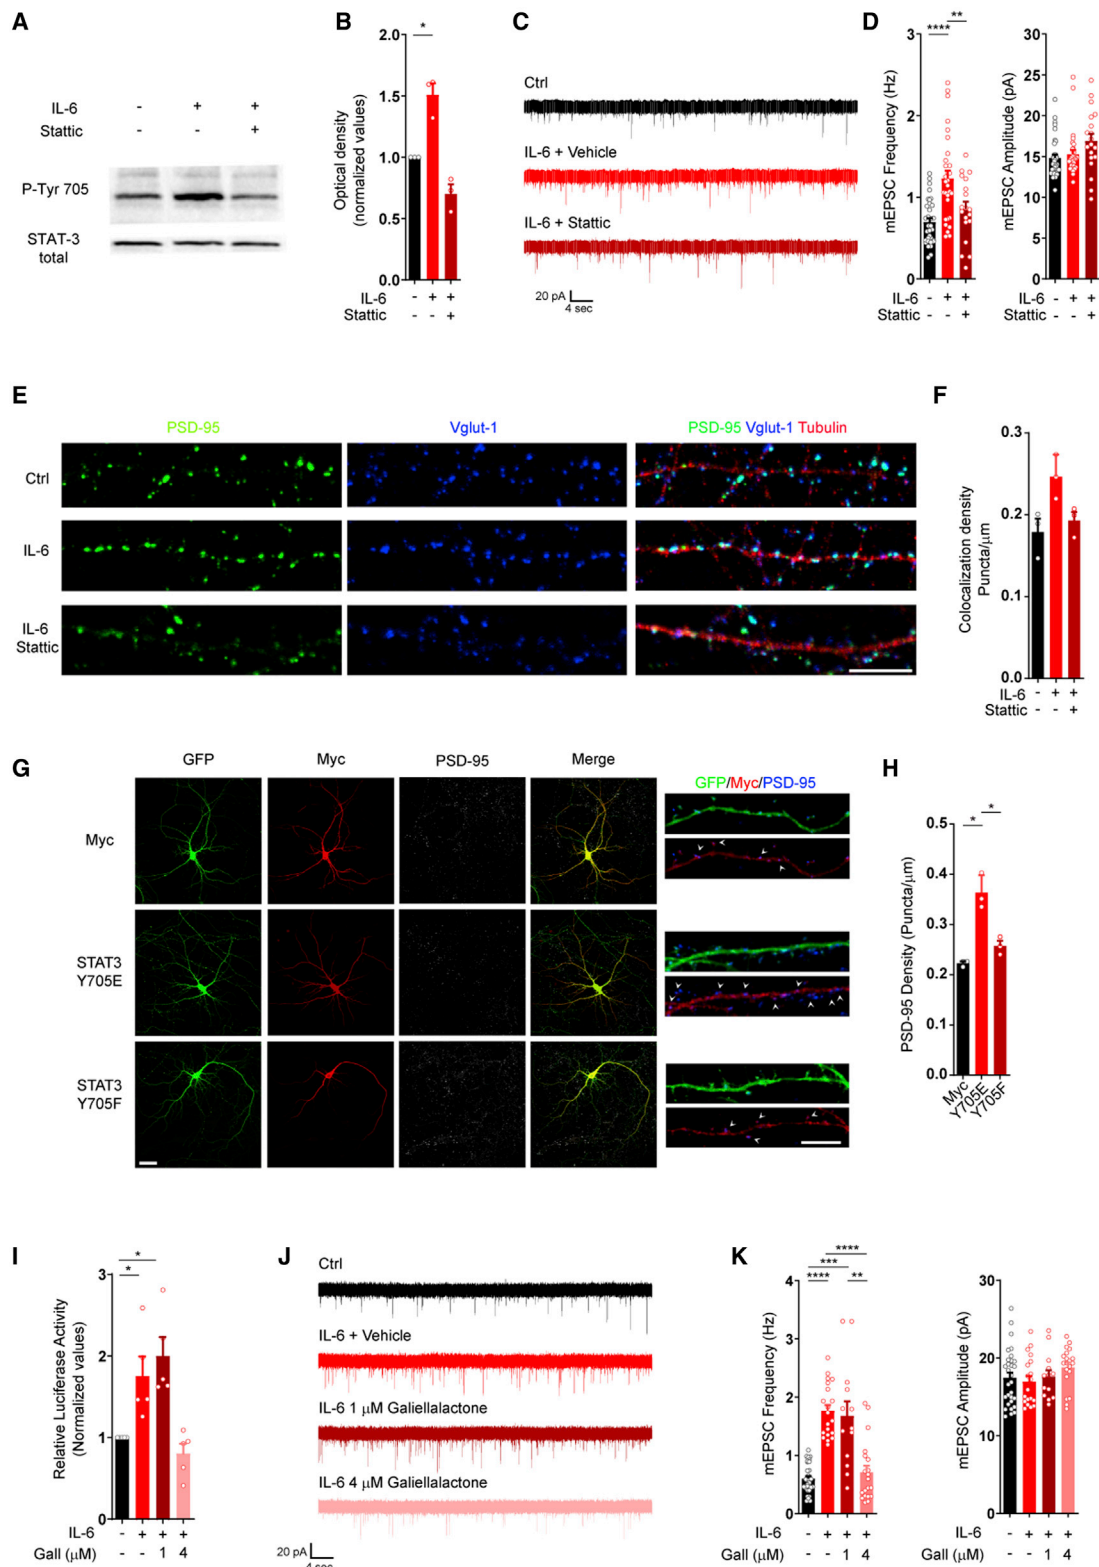 A
IL-6 - + +
Stattic - - +
P-Tyr 705
STAT-3
total
B
*
Optical density
(normalized values)
2.0
1.5
1.0
0.5
0.0
IL-6 - + +
Stattic - - +
C
Ctrl
IL-6 + Vehicle
IL-6 + Stattic
20 pA
4 sec
D
**** **
mEPSC Frequency (Hz)
3
2
1
0
IL-6 - + +
Stattic - - +
mEPSC Amplitude (pA)
30
25
20
15
10
5
0
IL-6 - + +
Stattic - - +
E
PSD-95 Vglut-1 PSD-95 Vglut-1 Tubulin
Ctrl
IL-6
IL-6
Stattic
F
Colocalization density
Puncta/μm
0.3
0.2
0.1
0.0
IL-6 - + +
Stattic - - +
G
GFP Myc PSD-95 Merge
GFP/Myc/PSD-95
Myc
STAT3
Y705E
STAT3
Y705F
H
* *
PSD-95 Density (Puncta/μm)
0.5
0.4
0.3
0.2
0.1
0.0
Myc
Y705E
Y705F
I
*
*
Relative Luciferase Activity
(Normalized values)
3
2
1
0
IL-6 - + + +
Gall (μM) - - 1 4
J
Ctrl
IL-6 + Vehicle
IL-6 1 μM Galiellalactone
IL-6 4 μM Galiellalactone
20 pA
4 sec
K
****
***
**** **
mEPSC Frequency (Hz)
4
3
2
1
0
IL-6 - + + +
Gall (μM) - - 1 4
mEPSC Amplitude (pA)
30
20
10
0
IL-6 - + + +
Gall (μM) - - 1 4